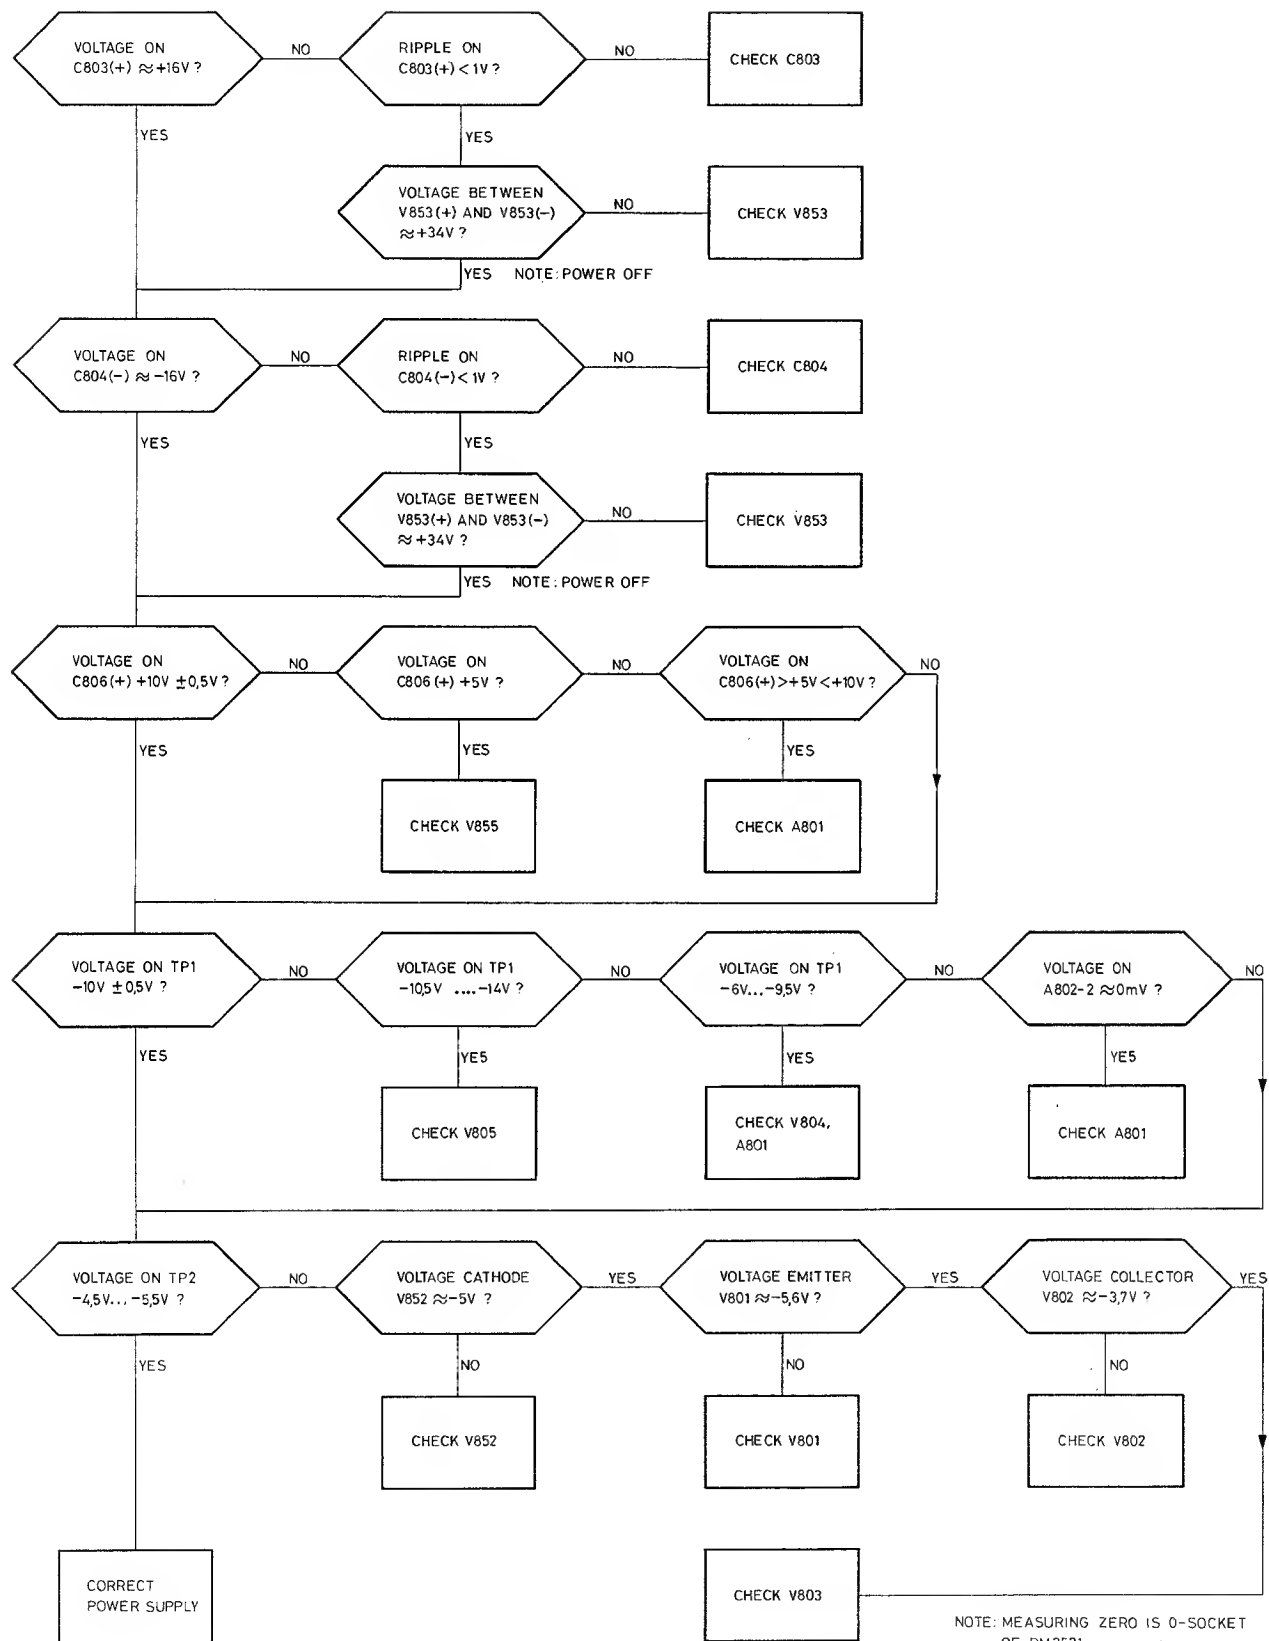 VOLTAGE ON
C803(+) ≈ +16V ?
NO
RIPPLE ON
C803(+) < 1V ?
NO
CHECK C803
YES
YES
VOLTAGE BETWEEN
V853(+) AND V853(-)
≈ +34V ?
NO
CHECK V853
YES NOTE: POWER OFF
VOLTAGE ON
C804(-) ≈ -16V ?
NO
RIPPLE ON
C804(-) < 1V ?
NO
CHECK C804
YES
YES
VOLTAGE BETWEEN
V853(+) AND V853(-)
≈ +34V ?
NO
CHECK V853
YES NOTE: POWER OFF
VOLTAGE ON
C806(+) +10V ±0,5V ?
NO
VOLTAGE ON
C806(+) +5V ?
NO
VOLTAGE ON
C806(+) >+5V <+10V ?
NO
YES
YES
YES
CHECK V855
CHECK A801
VOLTAGE ON TP1
-10V ±0,5V ?
NO
VOLTAGE ON TP1
-10,5V ....-14V ?
NO
VOLTAGE ON TP1
-6V...-9,5V ?
NO
VOLTAGE ON
A802-2 ≈0mV ?
NO
YES
YES
YES
YES
CHECK V805
CHECK V804,
A801
CHECK A801
VOLTAGE ON TP2
-4,5V... -5,5V ?
NO
VOLTAGE CATHODE
V852 ≈-5V ?
YES
VOLTAGE EMITTER
V801 ≈-5,6V ?
YES
VOLTAGE COLLECTOR
V802 ≈-3,7V ?
YES
YES
NO
NO
NO
CHECK V852
CHECK V801
CHECK V802
CORRECT
POWER SUPPLY
CHECK V803
NOTE: MEASURING ZERO IS 0-SOCKET